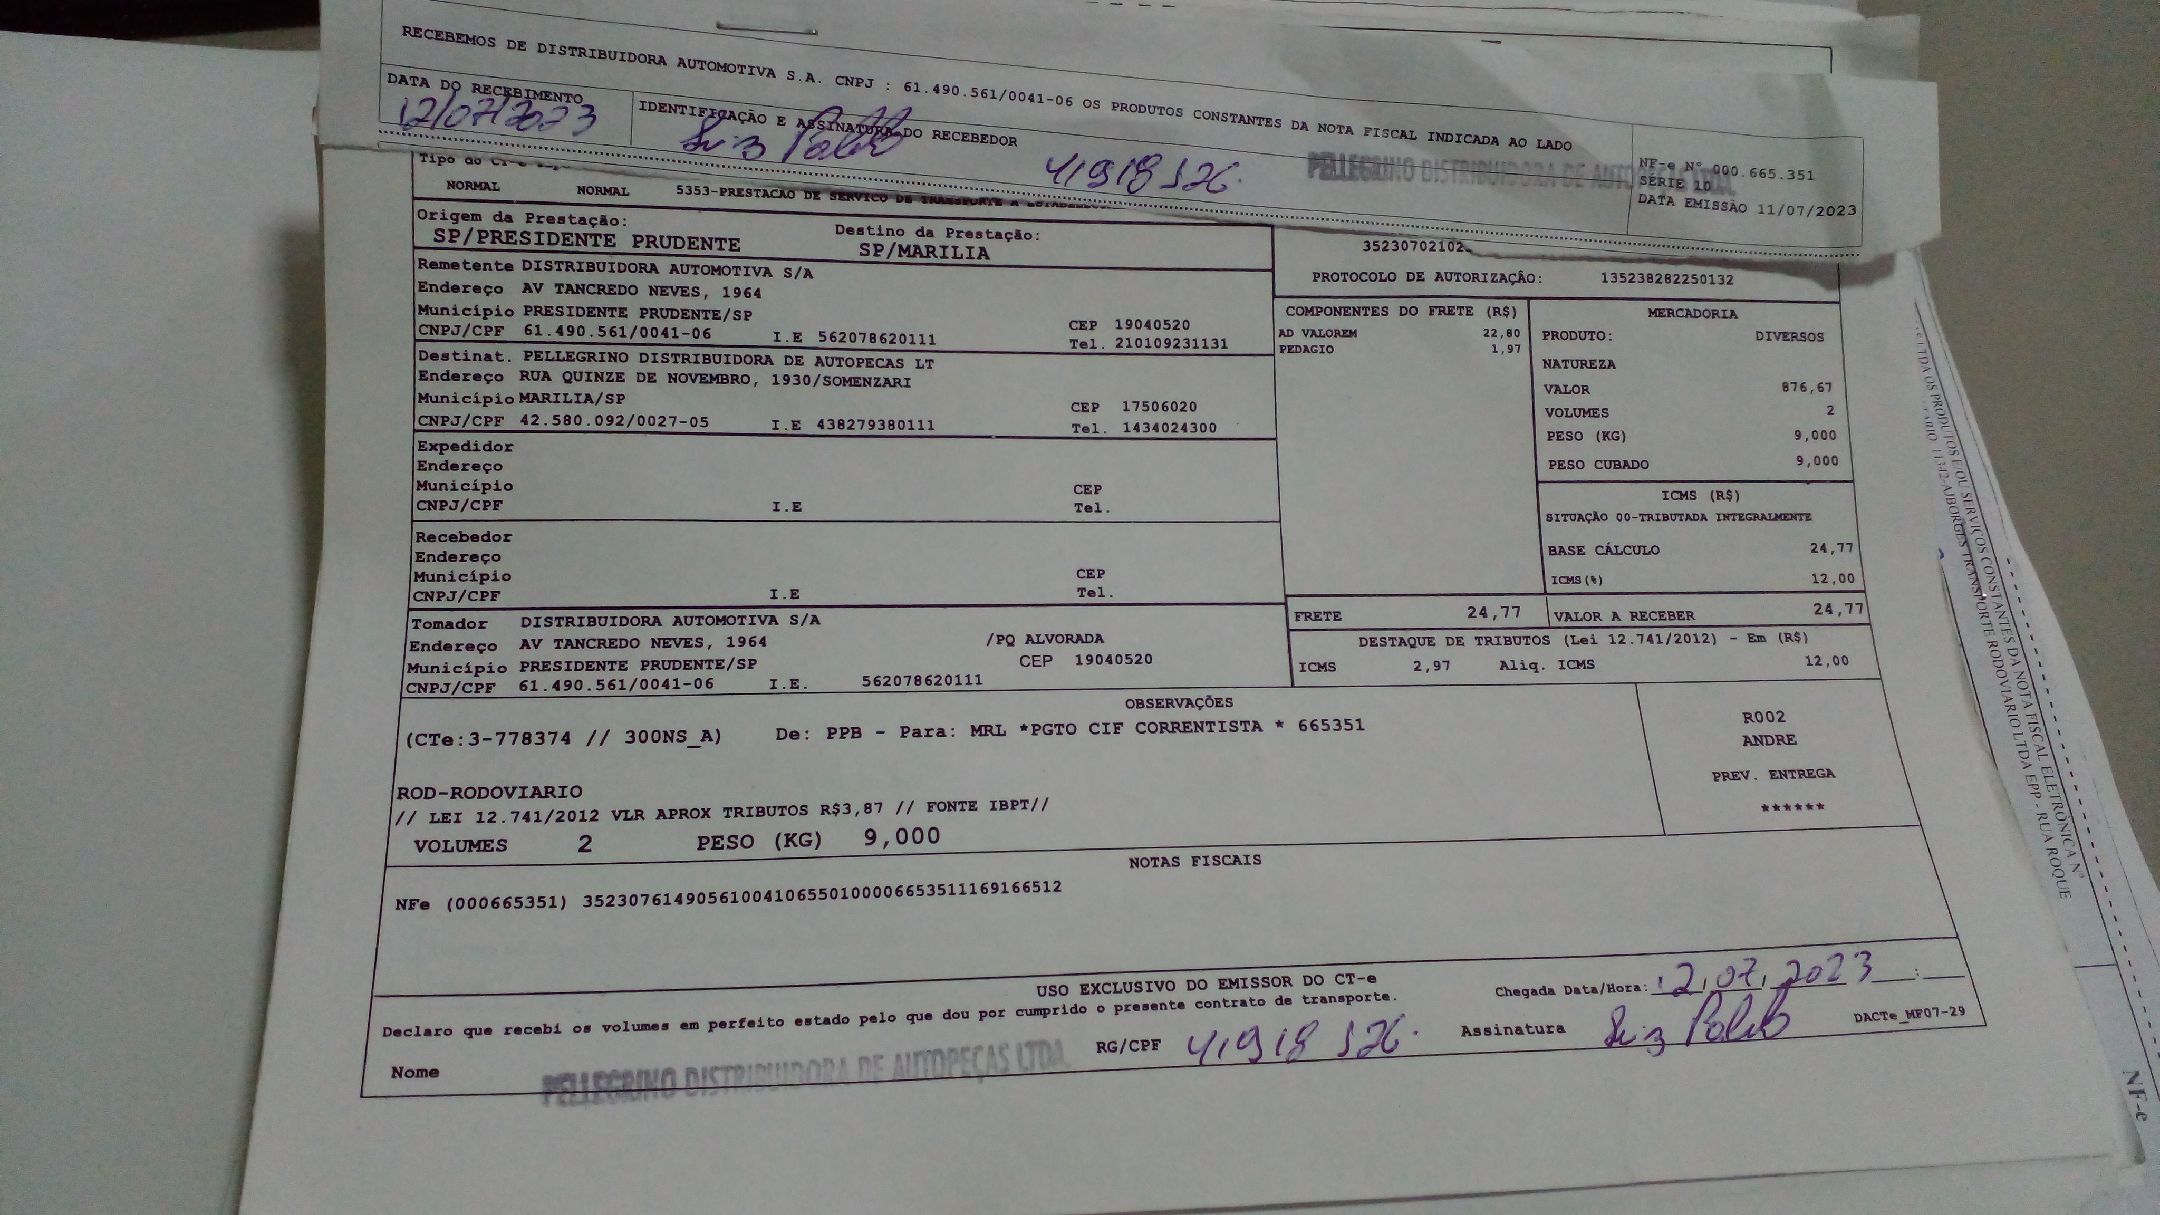 RECEBEMOS DE DISTRIBUIDORA AUTOMOTIVA S.A. CNPJ : 61.490.561/0041-06 OS PRODUTOS CONSTANTES DA NOTA FISCAL INDICADA AO LADO
DATA DO RECEBIMENTO
12/07/2023
IDENTIFICAÇÃO E ASSINATURA DO RECEBEDOR
PELLEGRINO DISTRIBUIDORA DE AUTOPEÇAS LTDA.
NF-e Nº 000.665.351
SÉRIE 10
DATA EMISSÃO 11/07/2023
Tipo do CT-e
NORMAL NORMAL 5353-PRESTACAO DE SERVICO DE TRANSPORTE A
Origem da Prestação: Destino da Prestação:
SP/PRESIDENTE PRUDENTE SP/MARILIA
35230702102
PROTOCOLO DE AUTORIZAÇÃO: 135238282250132
Remetente DISTRIBUIDORA AUTOMOTIVA S/A
Endereço AV TANCREDO NEVES, 1964
Município PRESIDENTE PRUDENTE/SP CEP 19040520
CNPJ/CPF 61.490.561/0041-06 I.E 562078620111 Tel. 210109231131
Destinat. PELLEGRINO DISTRIBUIDORA DE AUTOPECAS LT
Endereço RUA QUINZE DE NOVEMBRO, 1930/SOMENZARI
Município MARILIA/SP CEP 17506020
CNPJ/CPF 42.580.092/0027-05 I.E 438279380111 Tel. 1434024300
Expedidor
Endereço
Município CEP
CNPJ/CPF I.E Tel.
Recebedor
Endereço
Município CEP
CNPJ/CPF I.E Tel.
Tomador DISTRIBUIDORA AUTOMOTIVA S/A
Endereço AV TANCREDO NEVES, 1964 /PQ ALVORADA
Município PRESIDENTE PRUDENTE/SP CEP 19040520
CNPJ/CPF 61.490.561/0041-06 I.E. 562078620111
COMPONENTES DO FRETE (R$)
AD VALOREM 22,80
PEDAGIO 1,97
MERCADORIA
PRODUTO: DIVERSOS
NATUREZA
VALOR 876,67
VOLUMES 2
PESO (KG) 9,000
PESO CUBADO 9,000
ICMS (R$)
SITUAÇÃO 00-TRIBUTADA INTEGRALMENTE
BASE CÁLCULO 24,77
ICMS(%) 12,00
FRETE 24,77 VALOR A RECEBER 24,77
DESTAQUE DE TRIBUTOS (Lei 12.741/2012) - Em (R$)
ICMS 2,97 Aliq. ICMS 12,00
OBSERVAÇÕES
(CTe:3-778374 // 300NS_A) De: PPB - Para: MRL *PGTO CIF CORRENTISTA * 665351
ROD-RODOVIARIO
// LEI 12.741/2012 VLR APROX TRIBUTOS R$3,87 // FONTE IBPT//
VOLUMES 2 PESO (KG) 9,000
R002
ANDRE
PREV. ENTREGA
******
NOTAS FISCAIS
NFe (000665351) 35230761490561004106550100006653511169166512
USO EXCLUSIVO DO EMISSOR DO CT-e
Declaro que recebi os volumes em perfeito estado pelo que dou por cumprido o presente contrato de transporte.
Chegada Data/Hora: 12,07,2023 :
Nome PELLEGRINO DISTRIBUIDORA DE AUTOPEÇAS LTDA. RG/CPF Assinatura
DACTe_MF07-29
NF-e